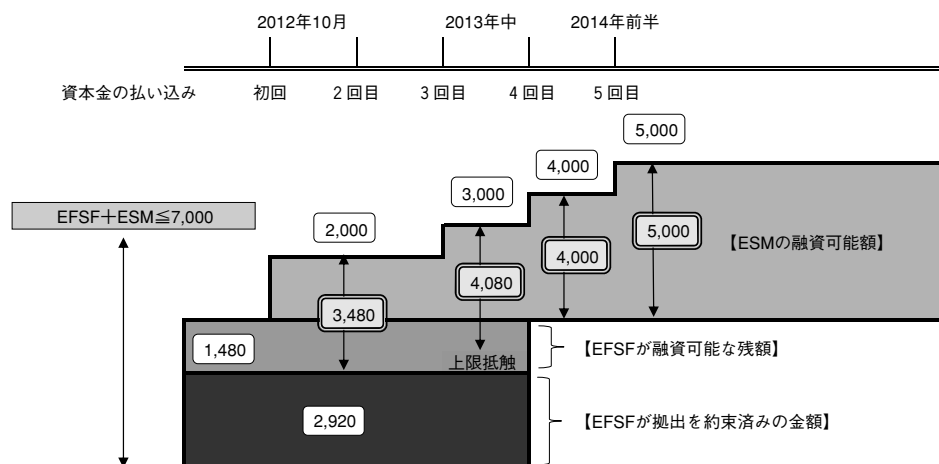 2012年10月 2013年中 2014年前半
資本金の払い込み 初回 2回目 3回目 4回目 5回目
5,000
4,000
3,000
EFSF＋ESM≦7,000
2,000
5,000
【ESMの融資可能額】
4,000
4,080
3,480
1,480
上限抵触
【EFSFが融資可能な残額】
2,920
【EFSFが拠出を約束済みの金額】